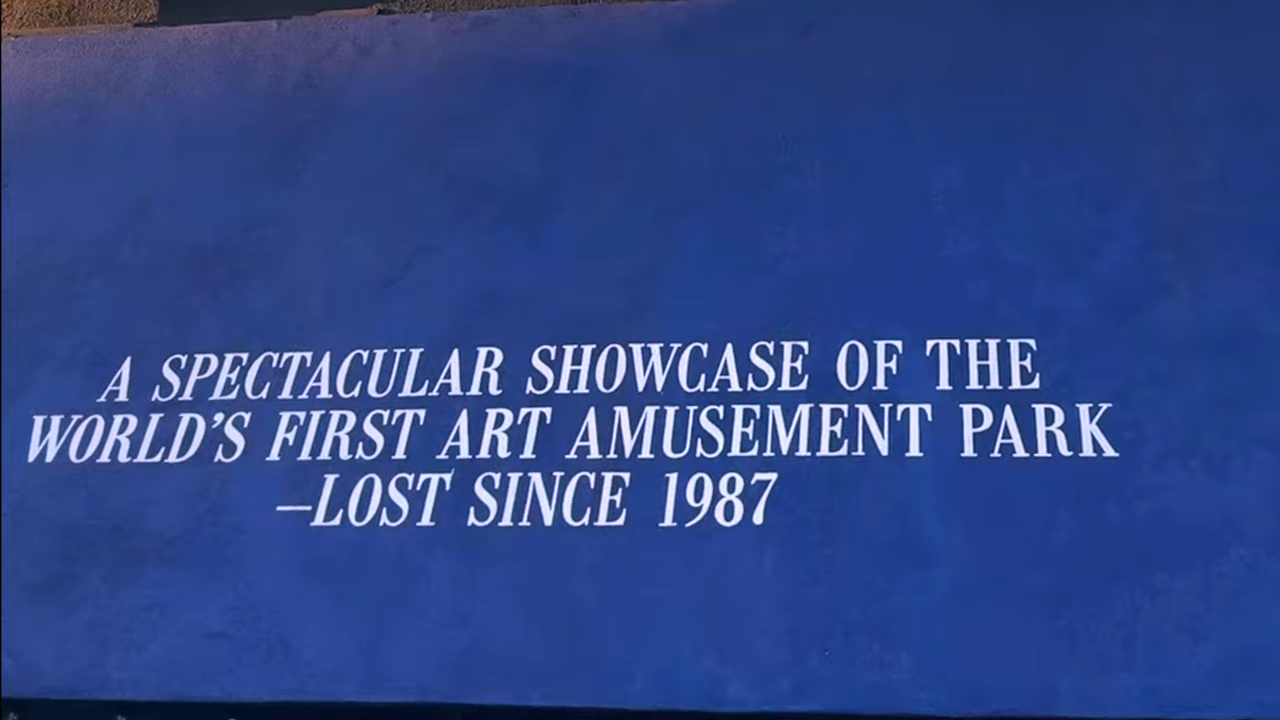 A SPECTACULAR SHOWCASE OF THE
WORLD'S FIRST ART AMUSEMENT PARK
—LOST SINCE 1987